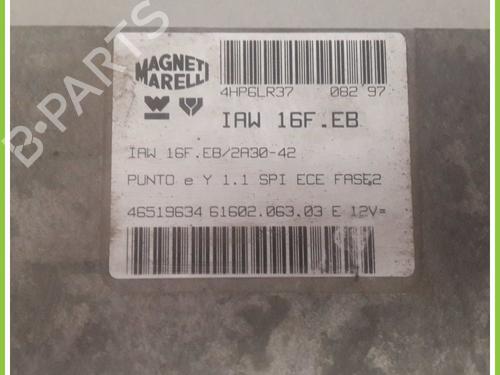 MAGNETI
MARELLI
4HP6LR37 082 97
IAW 16F.EB
IAW 16F.EB/2A30-42
PUNTO e Y 1.1 SPI ECE FASE2
46519634 61602.063.03 E 12V=
B-PARTS